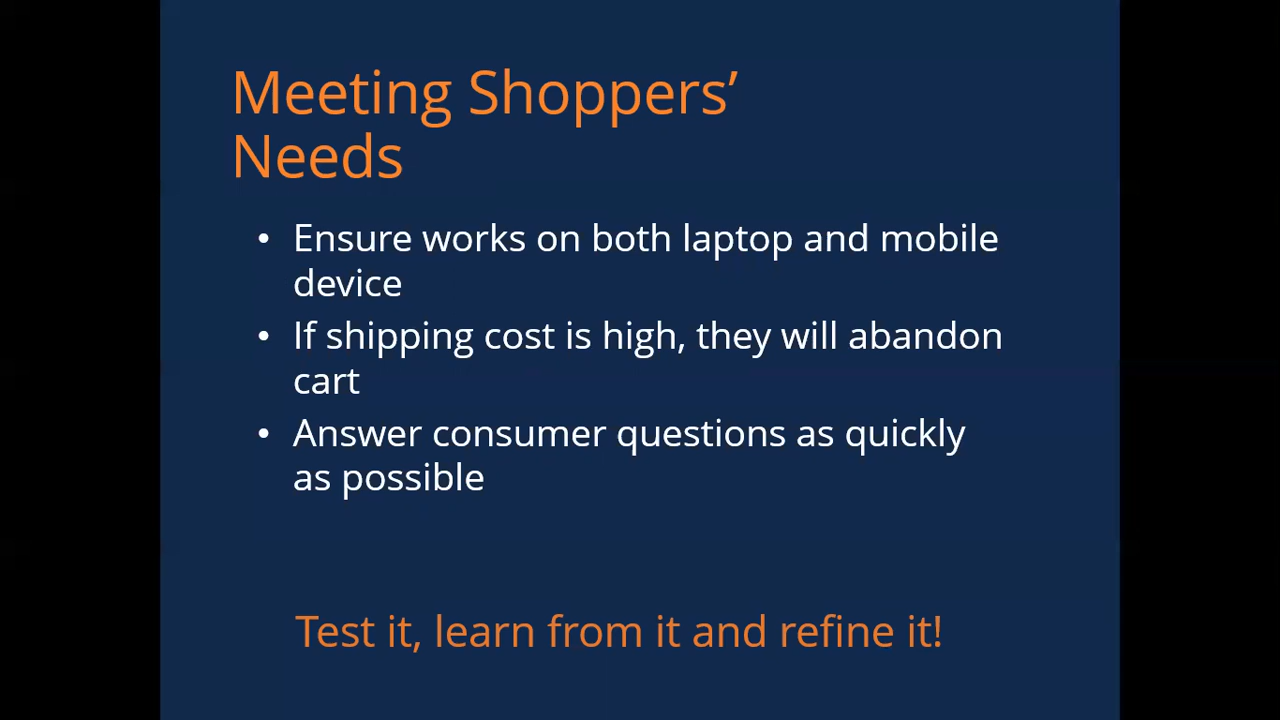 Meeting Shoppers’
Needs
• Ensure works on both laptop and mobile
device
• If shipping cost is high, they will abandon
cart
• Answer consumer questions as quickly
as possible
Test it, learn from it and refine it!